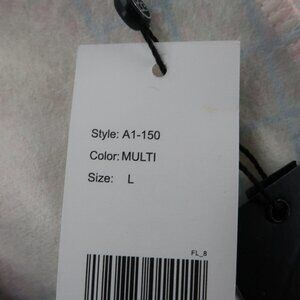 Style: A1-150
Color: MULTI
Size: L
FL_8